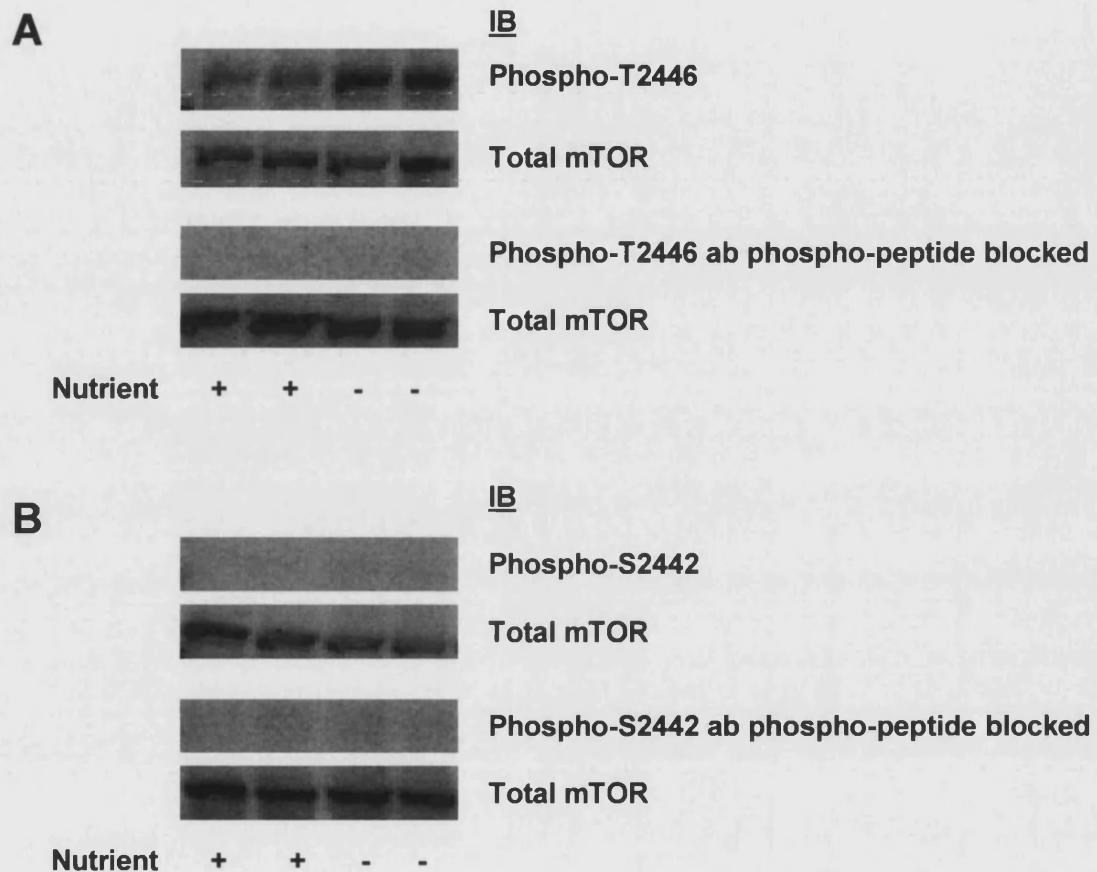 A
IB
Phospho-T2446
Total mTOR
Phospho-T2446 ab phospho-peptide blocked
Total mTOR
Nutrient + + - -
B
IB
Phospho-S2442
Total mTOR
Phospho-S2442 ab phospho-peptide blocked
Total mTOR
Nutrient + + - -